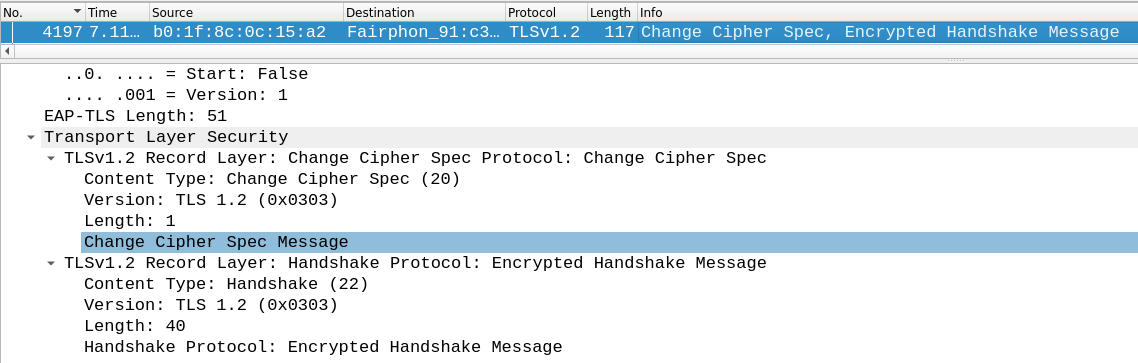 No. Time Source Destination Protocol Length Info
4197 7.11… b0:1f:8c:0c:15:a2 Fairphon_91:c3… TLSv1.2 117 Change Cipher Spec, Encrypted Handshake Message
..0. .... = Start: False
.... .001 = Version: 1
EAP-TLS Length: 51
Transport Layer Security
TLSv1.2 Record Layer: Change Cipher Spec Protocol: Change Cipher Spec
Content Type: Change Cipher Spec (20)
Version: TLS 1.2 (0x0303)
Length: 1
Change Cipher Spec Message
TLSv1.2 Record Layer: Handshake Protocol: Encrypted Handshake Message
Content Type: Handshake (22)
Version: TLS 1.2 (0x0303)
Length: 40
Handshake Protocol: Encrypted Handshake Message